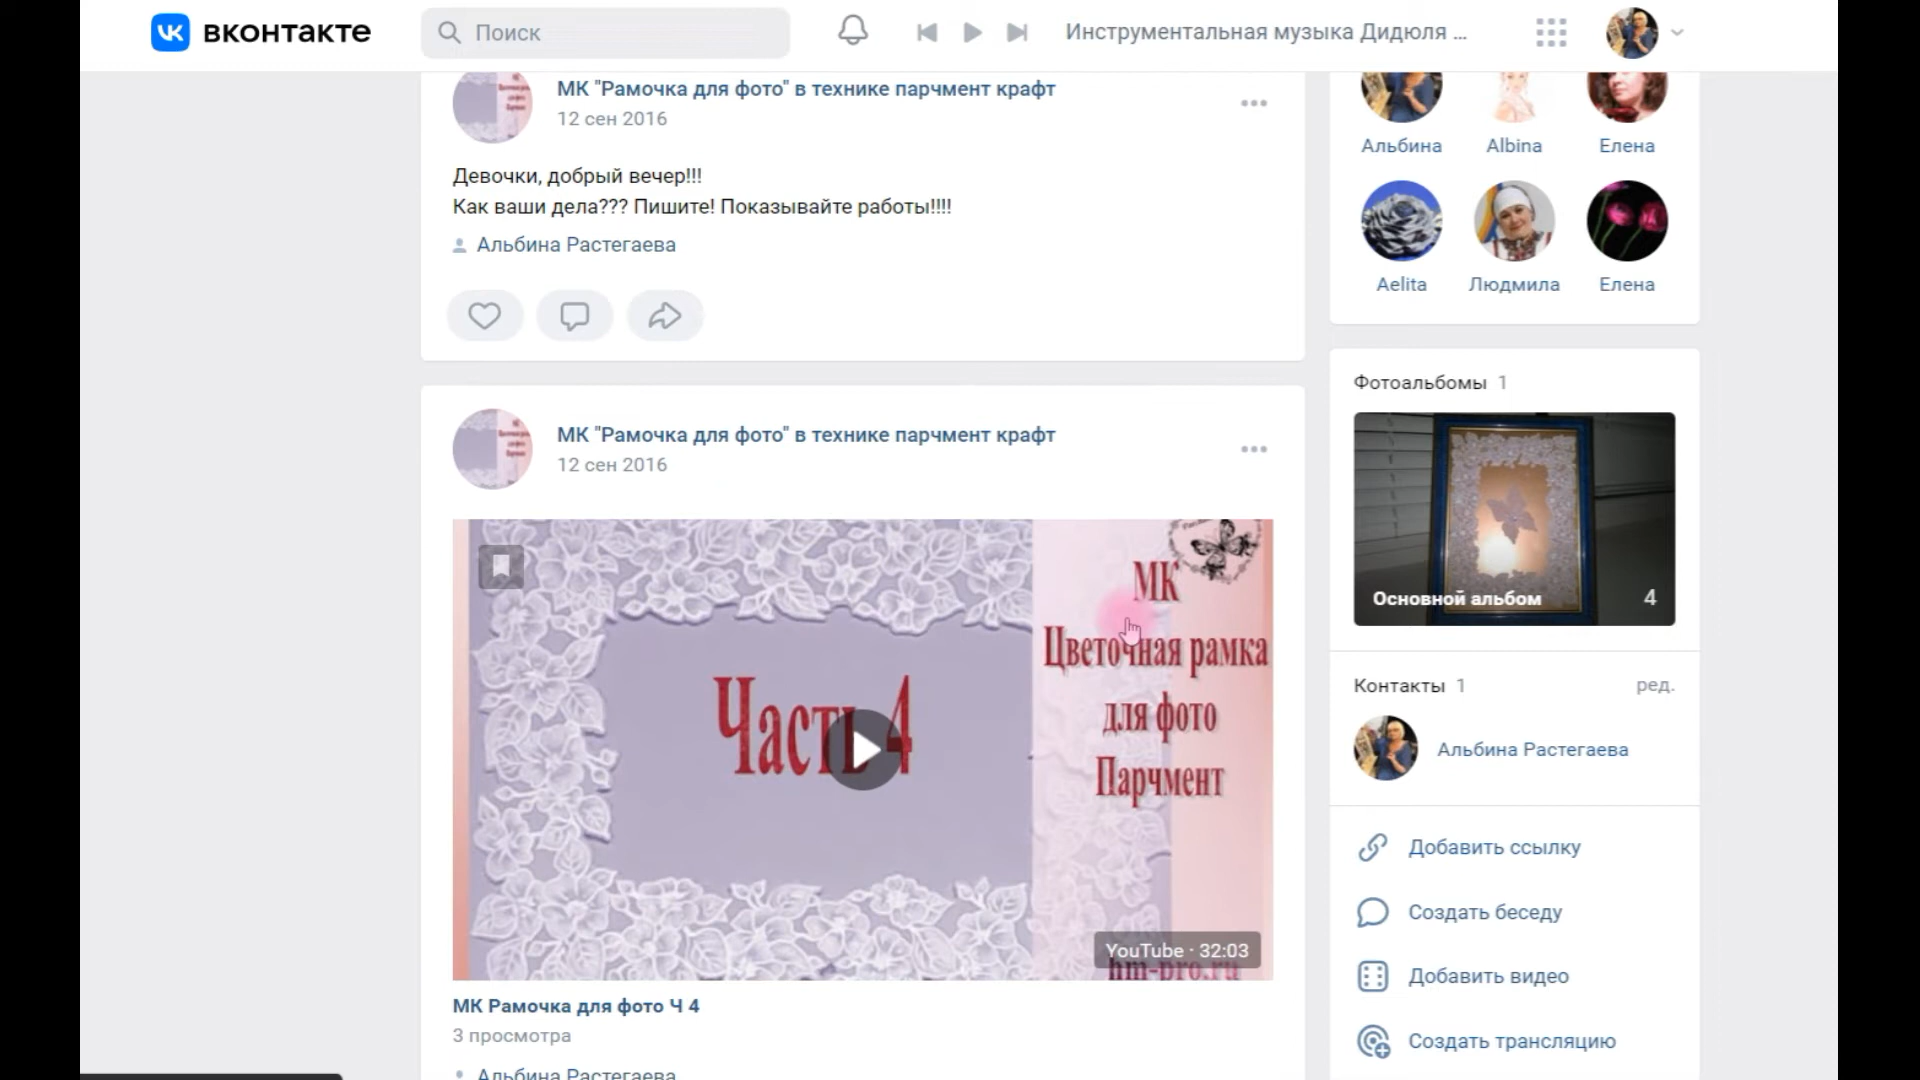 вконтакте
Поиск
Инструментальная музыка Дидюля ...
МК "Рамочка для фото" в технике парчмент крафт
12 сен 2016
Девочки, добрый вечер!!!
Как ваши дела??? Пишите! Показывайте работы!!!!
Альбина Растегаева
МК "Рамочка для фото" в технике парчмент крафт
12 сен 2016
Часть 4
МК
Цветочная рамка
для фото
Парчмент
hm-pro.ru
YouTube · 32:03
МК Рамочка для фото Ч 4
3 просмотра
Альбина Растегаева
Альбина
Albina
Елена
Aelita
Людмила
Елена
Фотоальбомы 1
Основной альбом 4
Контакты 1
ред.
Альбина Растегаева
Добавить ссылку
Создать беседу
Добавить видео
Создать трансляцию